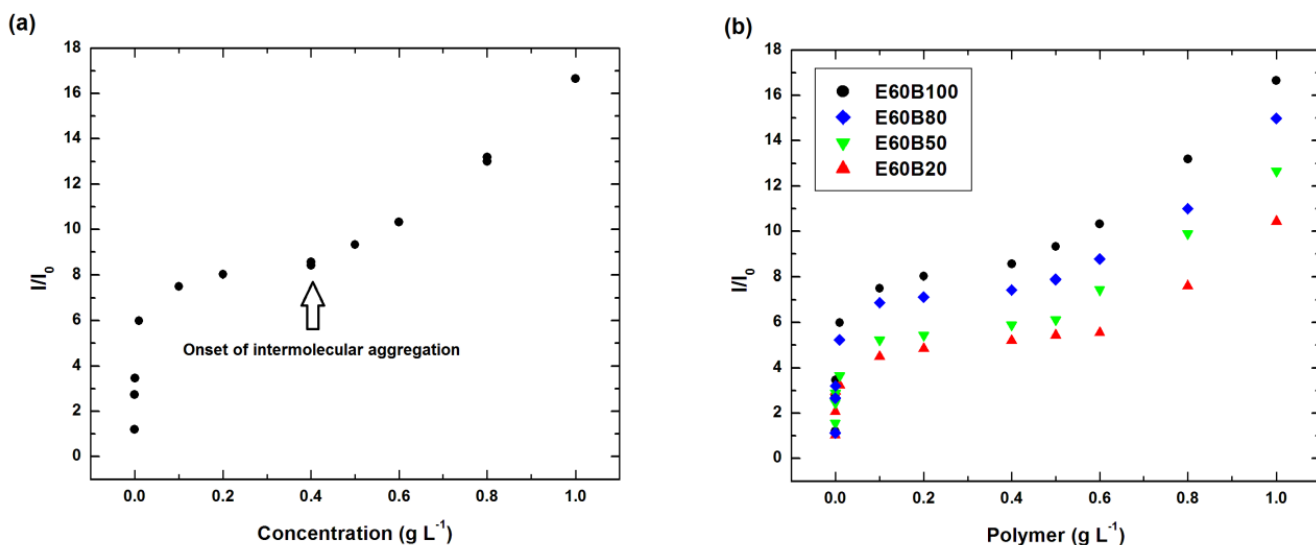 (a)
18
16
14
12
10
8
6
4
2
0
I/I₀
Onset of intermolecular aggregation
0.0 0.2 0.4 0.6 0.8 1.0
Concentration (g L⁻¹)
(b)
18
16
14
12
10
8
6
4
2
0
I/I₀
E60B100
E60B80
E60B50
E60B20
0.0 0.2 0.4 0.6 0.8 1.0
Polymer (g L⁻¹)